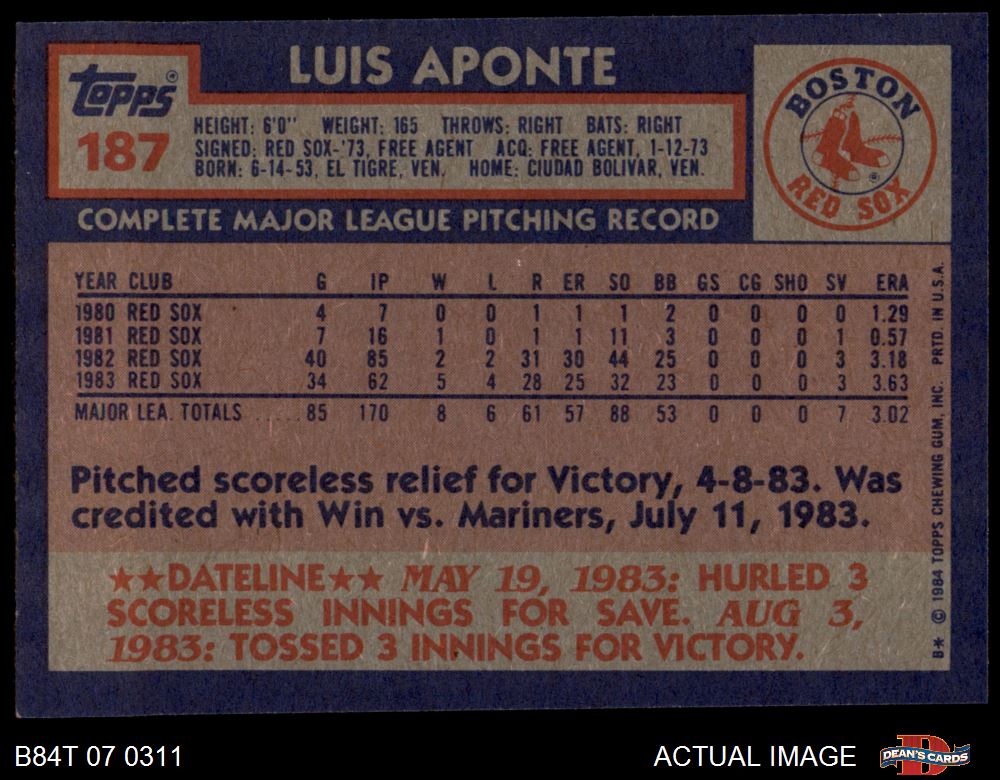 LUIS APONTE
Topps®
187
HEIGHT: 6'0" WEIGHT: 165 THROWS: RIGHT BATS: RIGHT
SIGNED: RED SOX-'73, FREE AGENT ACQ: FREE AGENT, 1-12-73
BORN: 6-14-53, EL TIGRE, VEN. HOME: CIUDAD BOLIVAR, VEN.
BOSTON
RED SOX
®
COMPLETE MAJOR LEAGUE PITCHING RECORD
YEAR CLUB G IP W L R ER SO BB GS CG SHO SV ERA
1980 RED SOX 4 7 0 0 1 1 1 2 0 0 0 0 1.29
1981 RED SOX 7 16 1 0 1 1 11 3 0 0 0 1 0.57
1982 RED SOX 40 85 2 2 31 30 44 25 0 0 0 3 3.18
1983 RED SOX 34 62 5 4 28 25 32 23 0 0 0 3 3.63
MAJOR LEA. TOTALS ..... 85 170 8 6 61 57 88 53 0 0 0 7 3.02
Pitched scoreless relief for Victory, 4-8-83. Was
credited with Win vs. Mariners, July 11, 1983.
★★DATELINE★★ MAY 19, 1983: HURLED 3
SCORELESS INNINGS FOR SAVE. AUG 3,
1983: TOSSED 3 INNINGS FOR VICTORY.
B* © 1984 TOPPS CHEWING GUM, INC. PRTD. IN U.S.A.
B84T 07 0311
ACTUAL IMAGE
D
DEAN'S CARDS